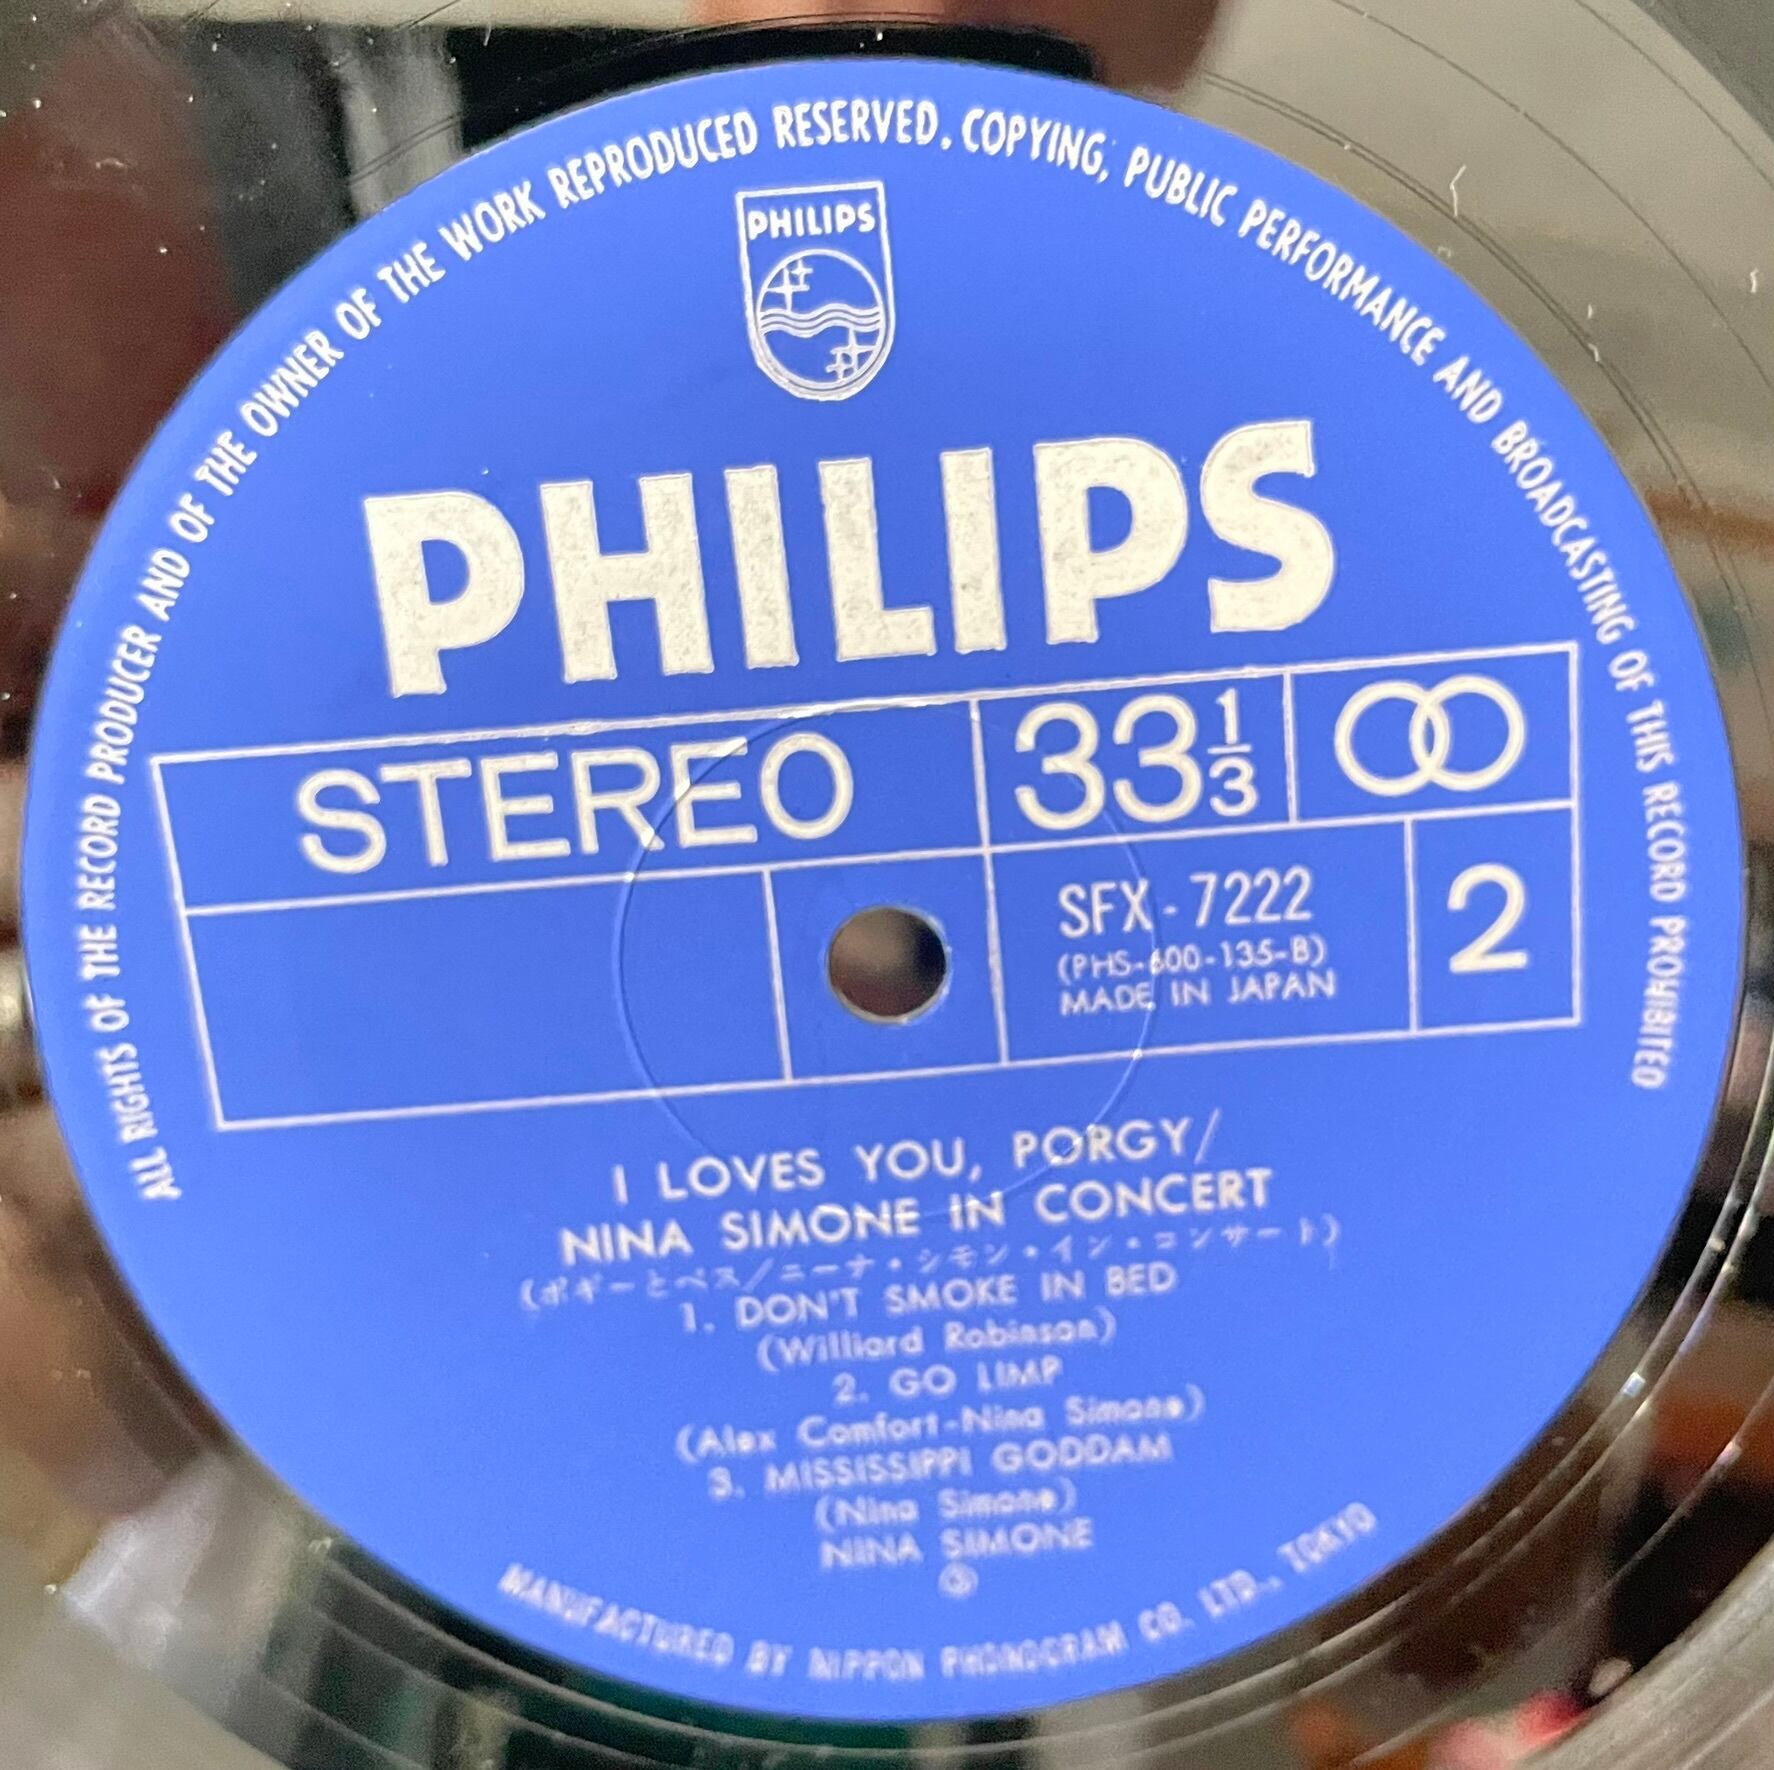 ALL RIGHTS OF THE RECORD PRODUCER AND OF THE OWNER OF THE WORK REPRODUCED RESERVED. COPYING, PUBLIC PERFORMANCE AND BROADCASTING OF THIS RECORD PROHIBITED
PHILIPS
PHILIPS
STEREO
33 1/3
SFX-7222
(PHS-600-135-B)
MADE IN JAPAN
2
I LOVES YOU, PORGY/
NINA SIMONE IN CONCERT
(ポギーとベス/ニーナ・シモン・イン・コンサート)
1. DON'T SMOKE IN BED
(Williard Robinson)
2. GO LIMP
(Alex Comfort-Nina Simone)
3. MISSISSIPPI GODDAM
(Nina Simone)
NINA SIMONE
MANUFACTURED BY NIPPON PHONOGRAM CO. LTD., TOKYO